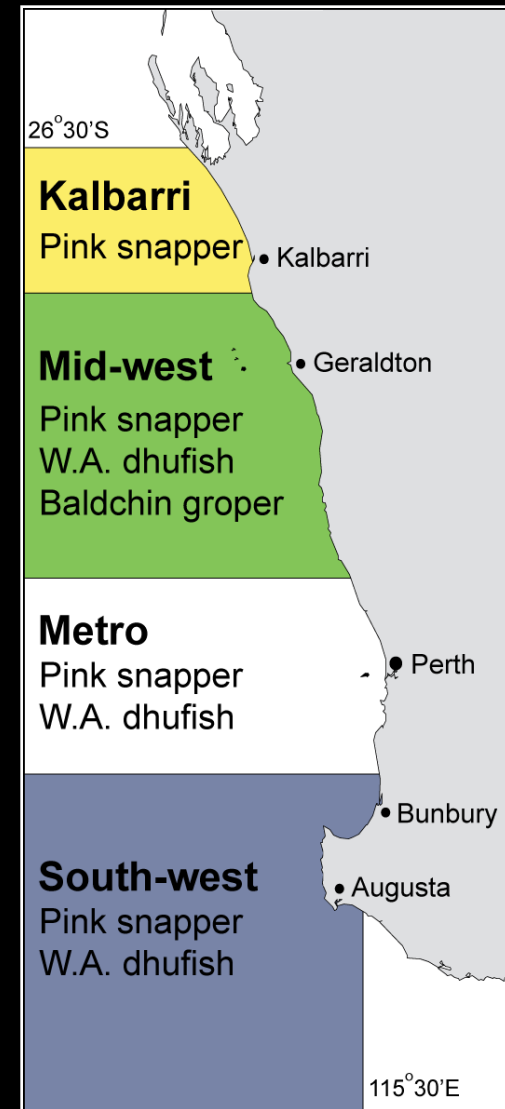 26°30'S
Kalbarri
Pink snapper
Kalbarri
Mid-west
Geraldton
Pink snapper
W.A. dhufish
Baldchin groper
Metro
Pink snapper
Perth
W.A. dhufish
Bunbury
South-west
Augusta
Pink snapper
W.A. dhufish
115°30'E